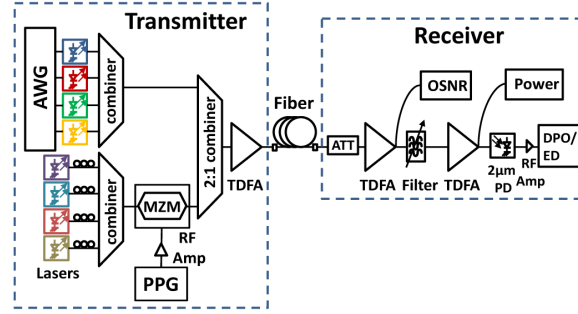 Transmitter
Receiver
AWG
combiner
2:1 combiner
TDFA
Fiber
ATT
TDFA
OSNR
Filter
TDFA
Power
2μm
PD
RF
Amp
DPO/
ED
combiner
MZM
RF
Amp
PPG
Lasers